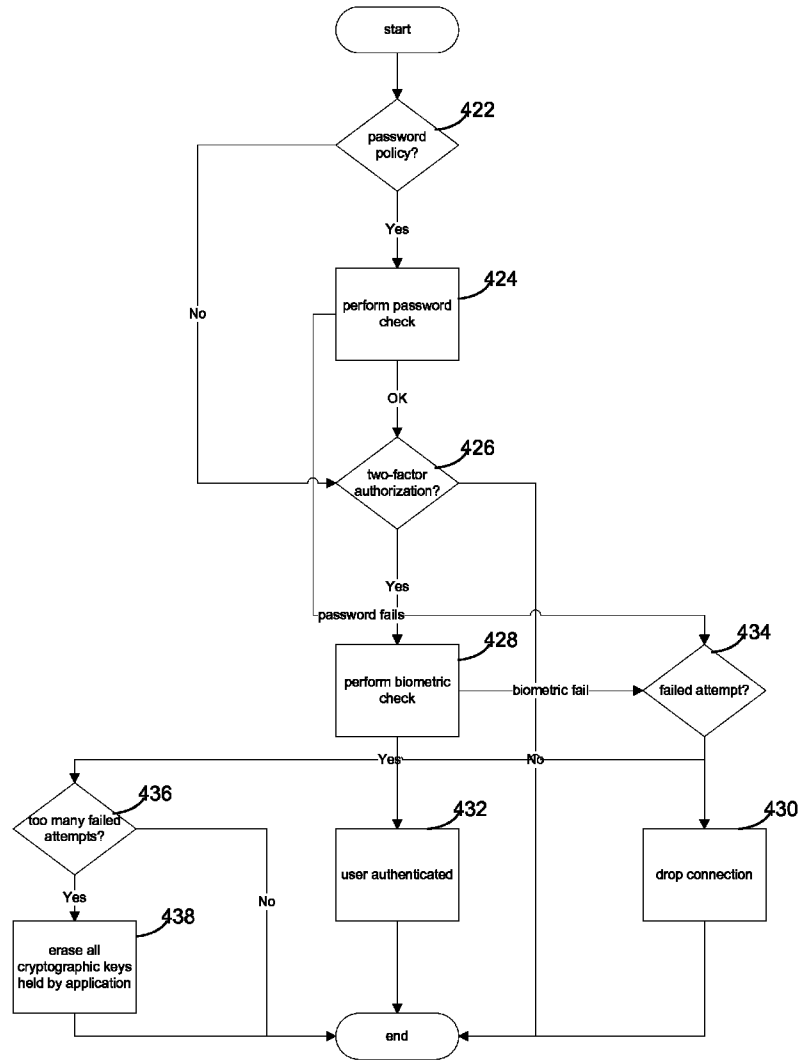 start
422
password
policy?
Yes
424
perform password
check
No
OK
426
two-factor
authorization?
Yes
password fails
428
perform biometric
check
biometric fail
434
failed attempt?
Yes
No
436
too many failed
attempts?
432
user authenticated
430
drop connection
Yes
No
438
erase all
cryptographic keys
held by application
end